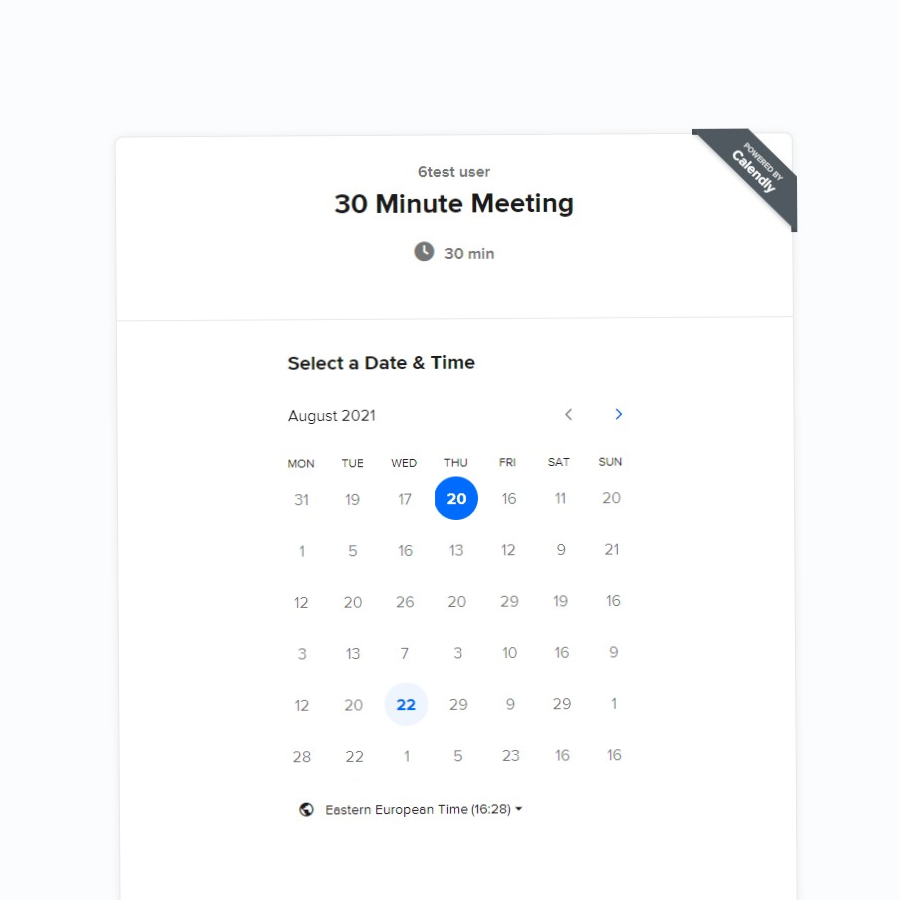 POWERED BY
Calendly
6test user
30 Minute Meeting
30 min
Select a Date & Time
August 2021
MON TUE WED THU FRI SAT SUN
31 19 17 20 16 11 20
1 5 16 13 12 9 21
12 20 26 20 29 19 16
3 13 7 3 10 16 9
12 20 22 29 9 29 1
28 22 1 5 23 16 16
Eastern European Time (16:28)